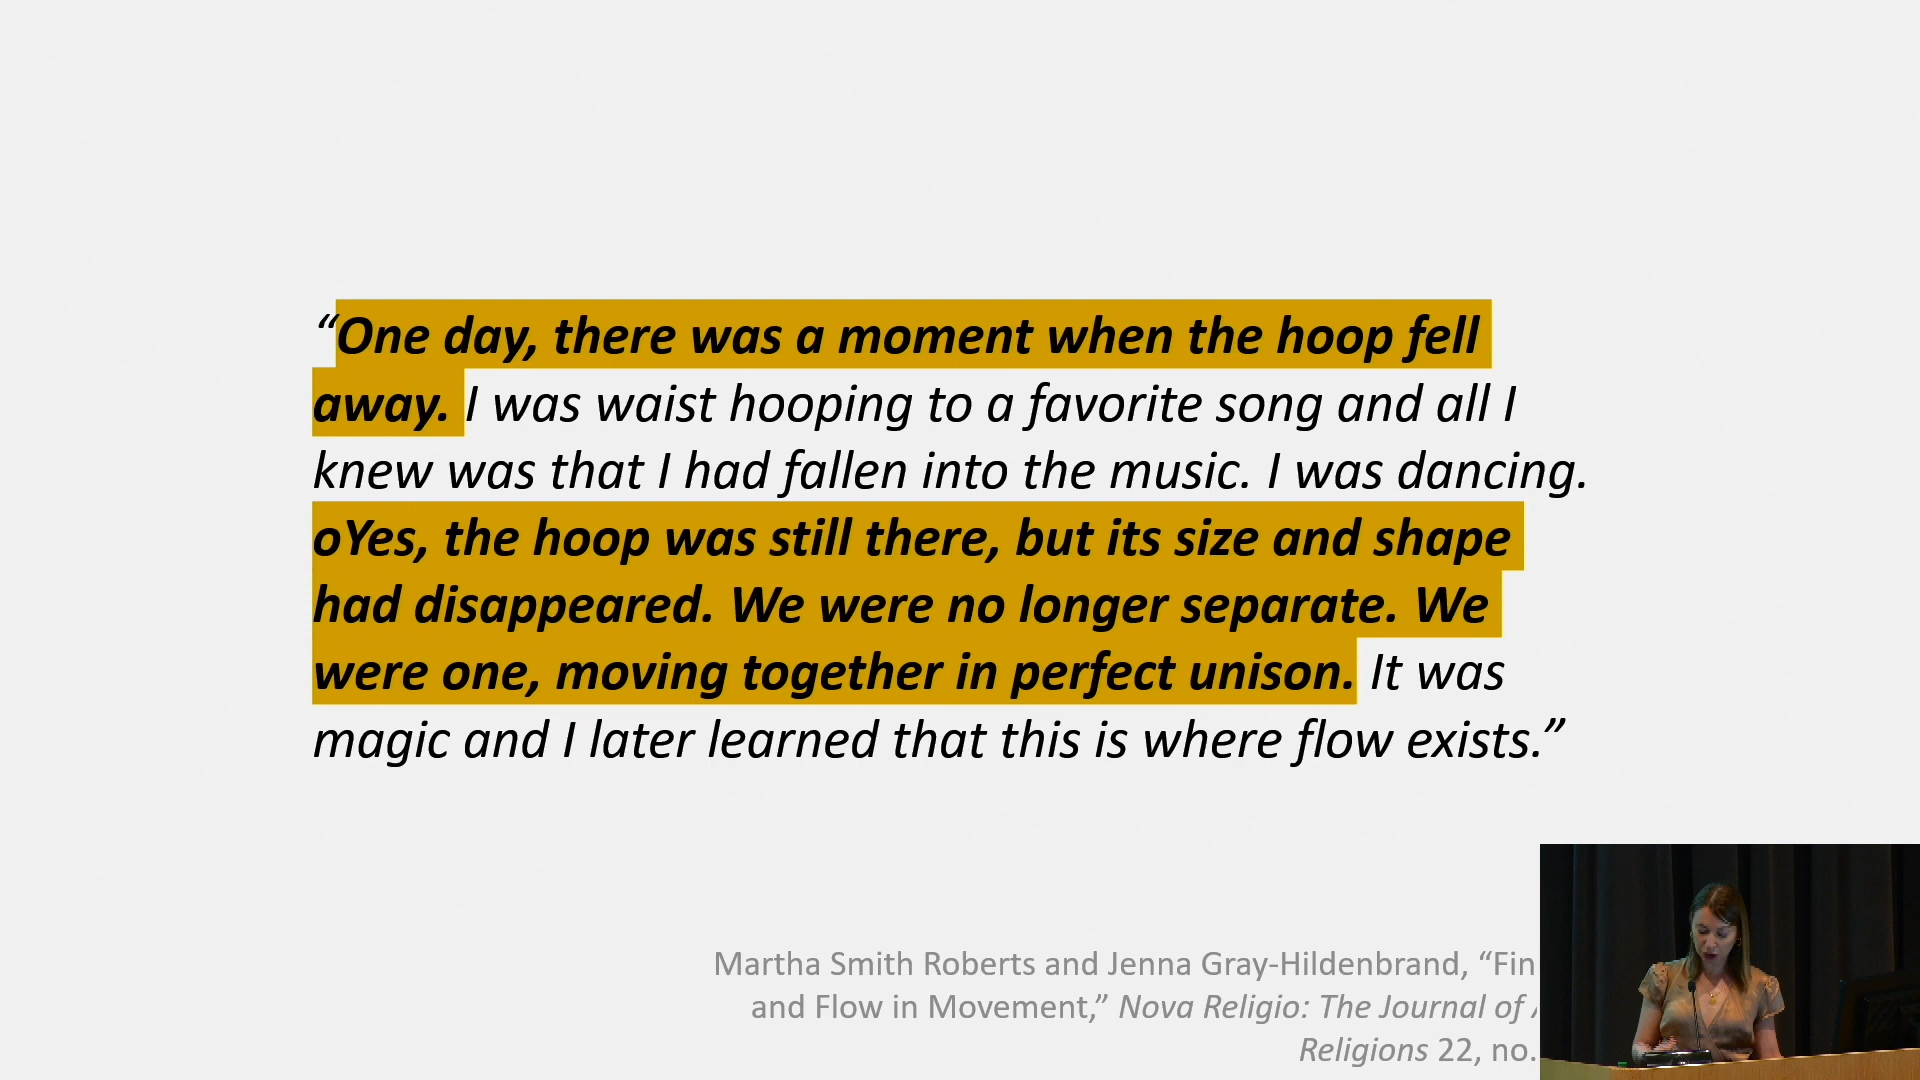 “One day, there was a moment when the hoop fell
away. I was waist hooping to a favorite song and all I
knew was that I had fallen into the music. I was dancing.
oYes, the hoop was still there, but its size and shape
had disappeared. We were no longer separate. We
were one, moving together in perfect unison. It was
magic and I later learned that this is where flow exists.”
Martha Smith Roberts and Jenna Gray-Hildenbrand, “Fin
and Flow in Movement,” Nova Religio: The Journal of
Religions 22, no.